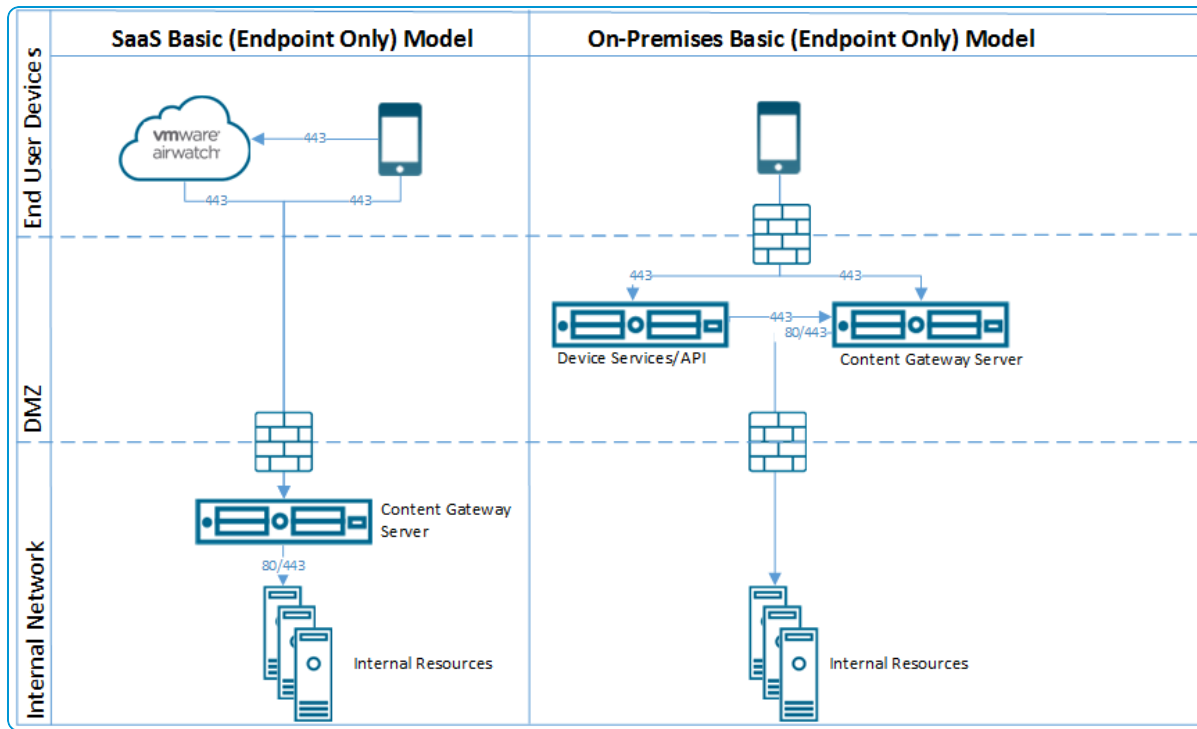 SaaS Basic (Endpoint Only) Model
On-Premises Basic (Endpoint Only) Model
End User Devices
vmware
airwatch
443
443
443
443
443
DMZ
443
80/443
Device Services/API
Content Gateway Server
Internal Network
Content Gateway
Server
80/443
Internal Resources
Internal Resources